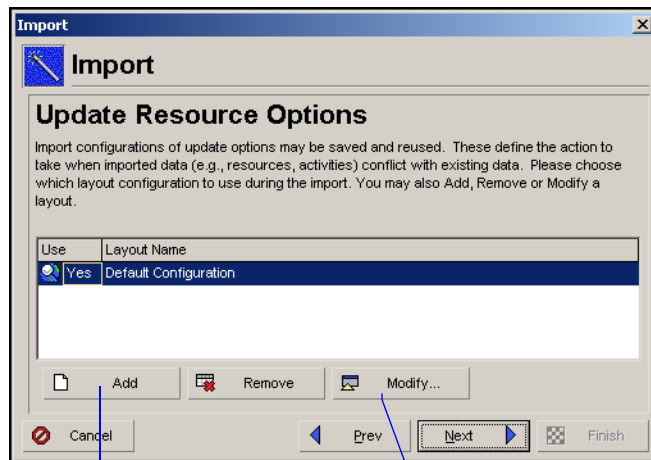 Import
Import
Update Resource Options
Import configurations of update options may be saved and reused. These define the action to
take when imported data (e.g., resources, activities) conflict with existing data. Please choose
which layout configuration to use during the import. You may also Add, Remove or Modify a
layout.
Use Layout Name
Yes Default Configuration
Add Remove Modify...
Cancel Prev Next Finish